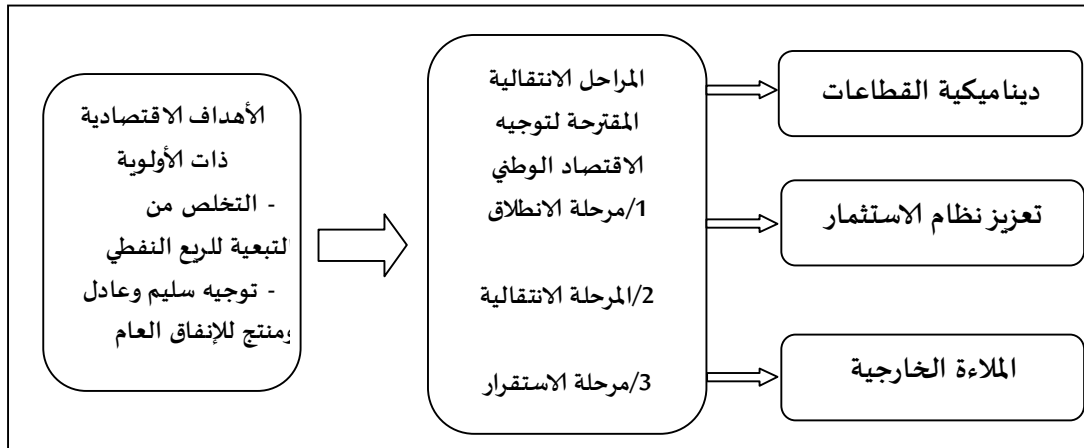 الأهداف الاقتصادية
ذات الأولوية
- التخلص من
التبعية للريع النفطي
- توجيه سليم وعادل
ومنتج للإنفاق العام
المراحل الانتقالية
المقترحة لتوجيه
الاقتصاد الوطني
1/مرحلة الانطلاق
2/المرحلة الانتقالية
3/مرحلة الاستقرار
ديناميكية القطاعات
تعزيز نظام الاستثمار
الملاءة الخارجية